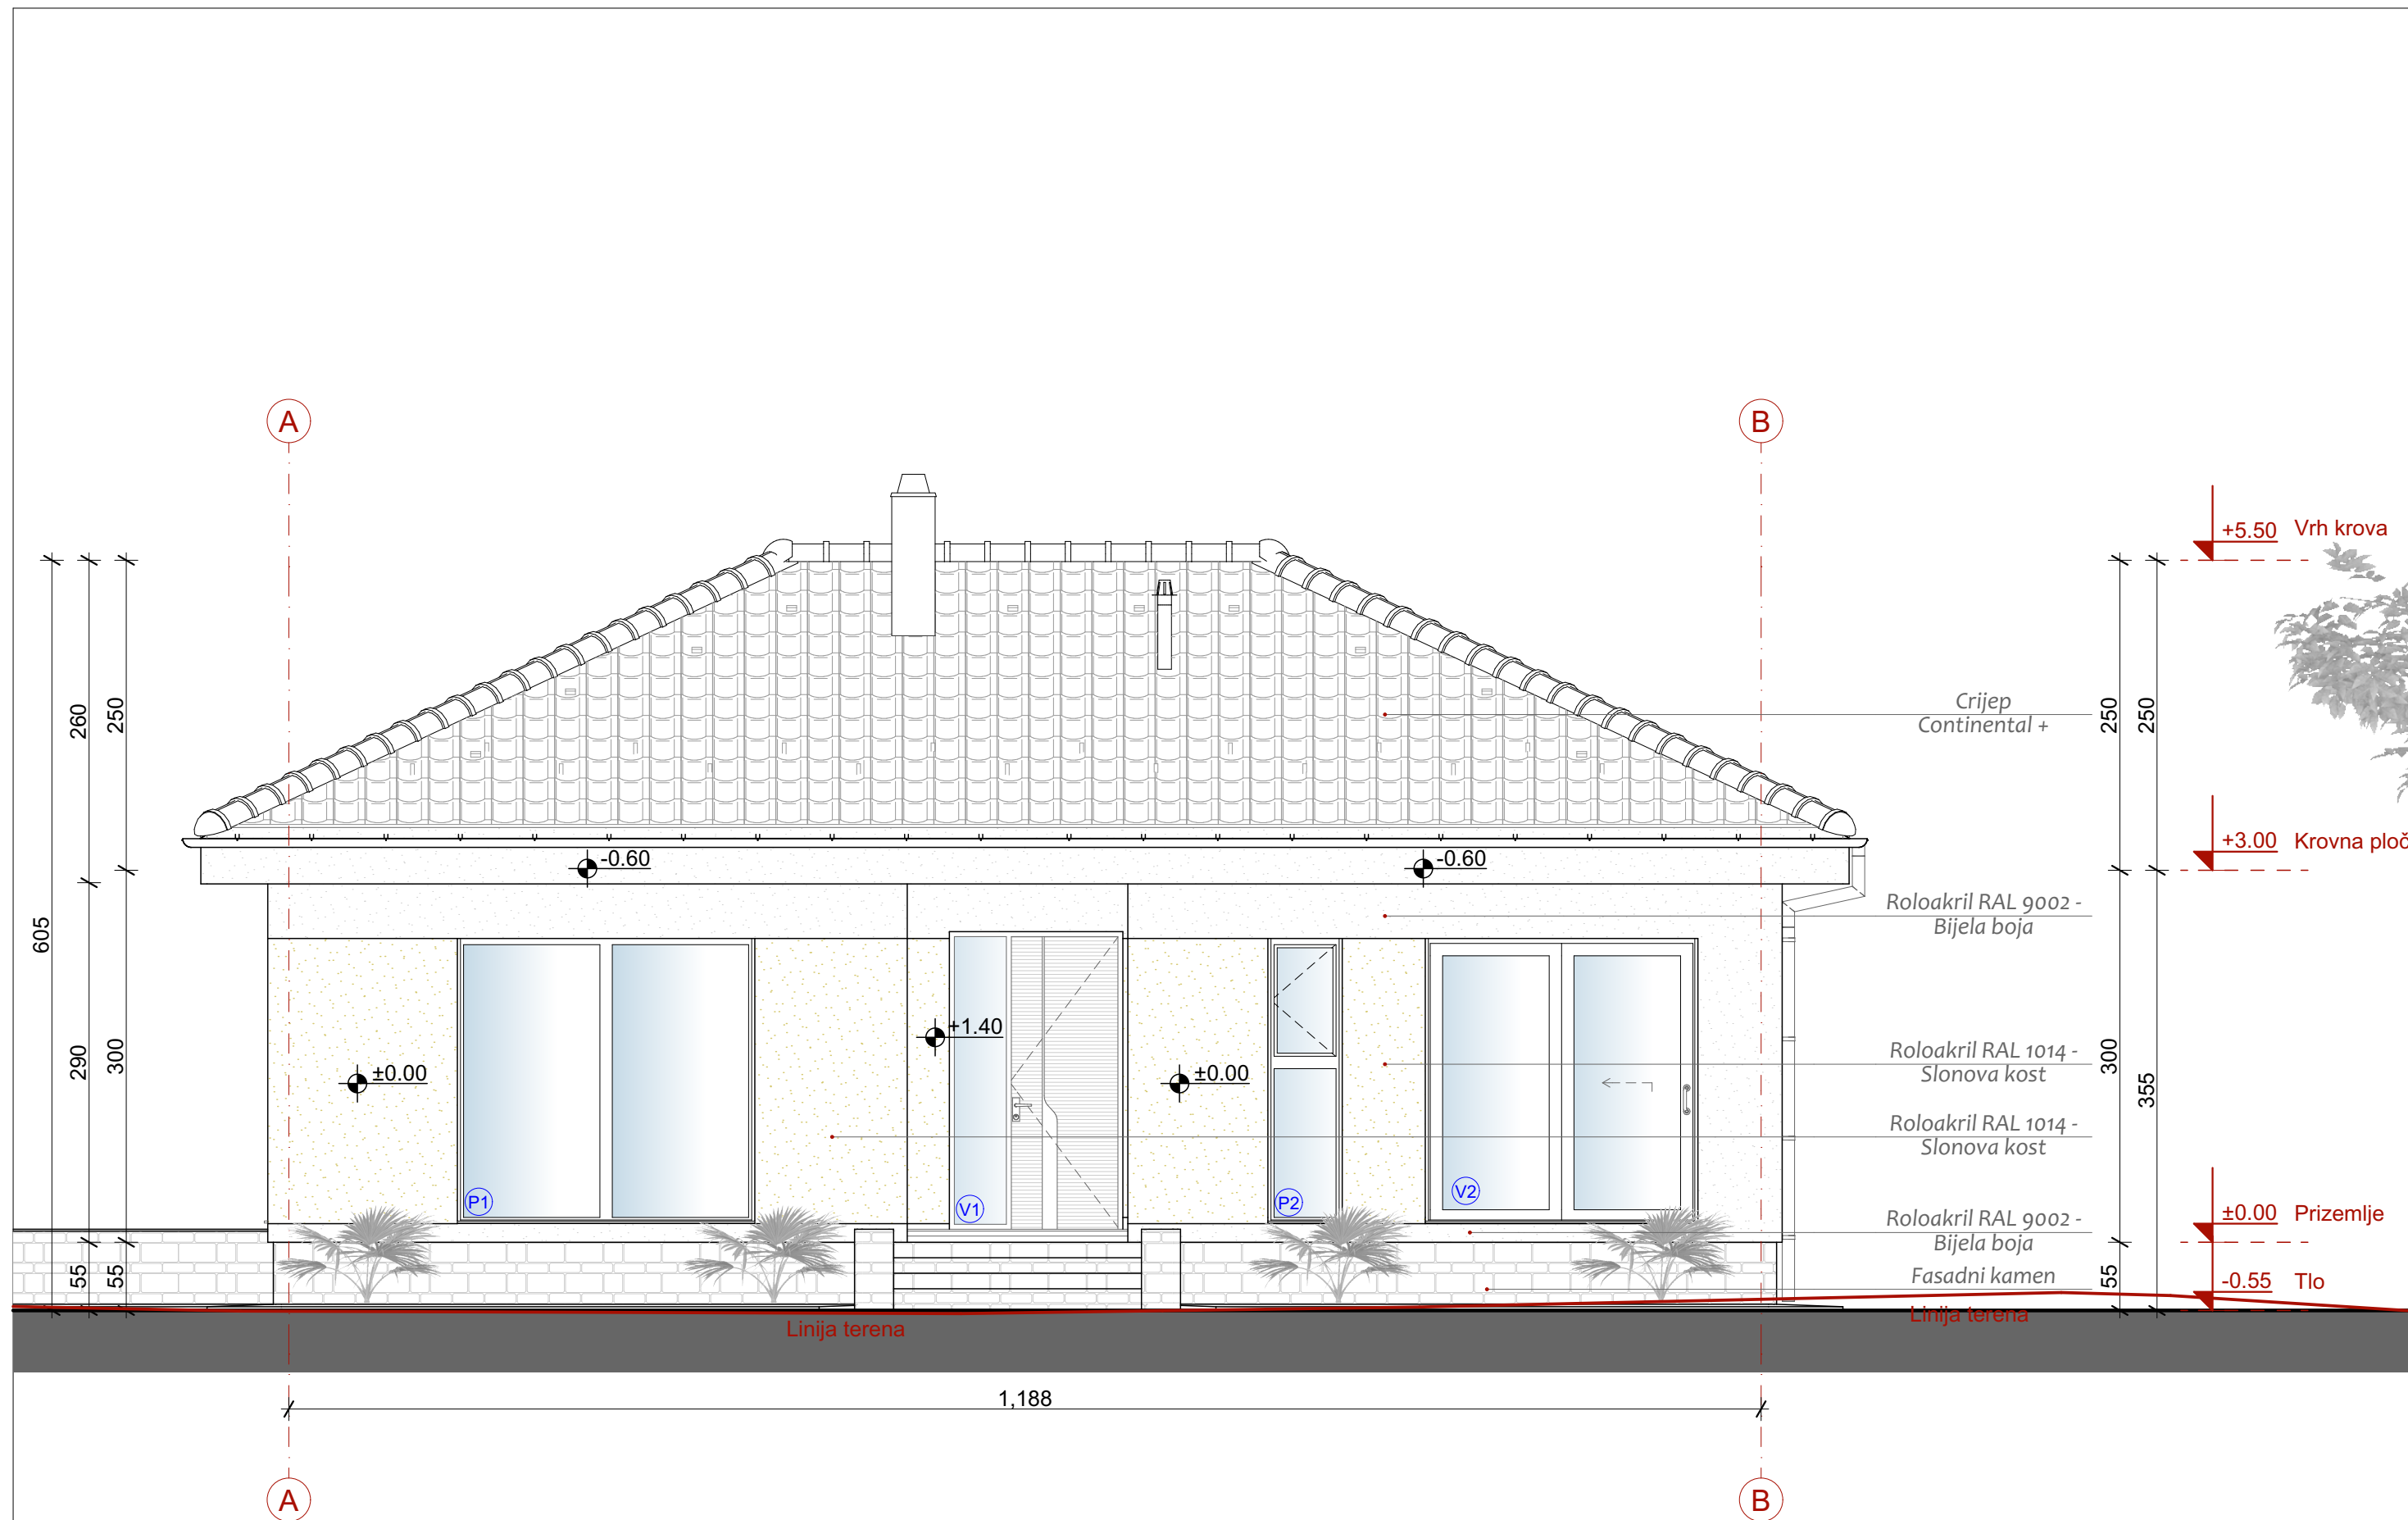 A
B
+5.50 Vrh krova
605
260
250
Crijep
Continental +
250
250
+3.00 Krovna ploč
-0.60
-0.60
Roloakril RAL 9002 -
Bijela boja
+1.40
±0.00
±0.00
290
300
Roloakril RAL 1014 -
Slonova kost
300
355
Roloakril RAL 1014 -
Slonova kost
P1
V1
P2
V2
Roloakril RAL 9002 -
Bijela boja
±0.00 Prizemlje
55
55
Fasadni kamen
55
-0.55 Tlo
Linija terena
Linija terena
1,188
A
B